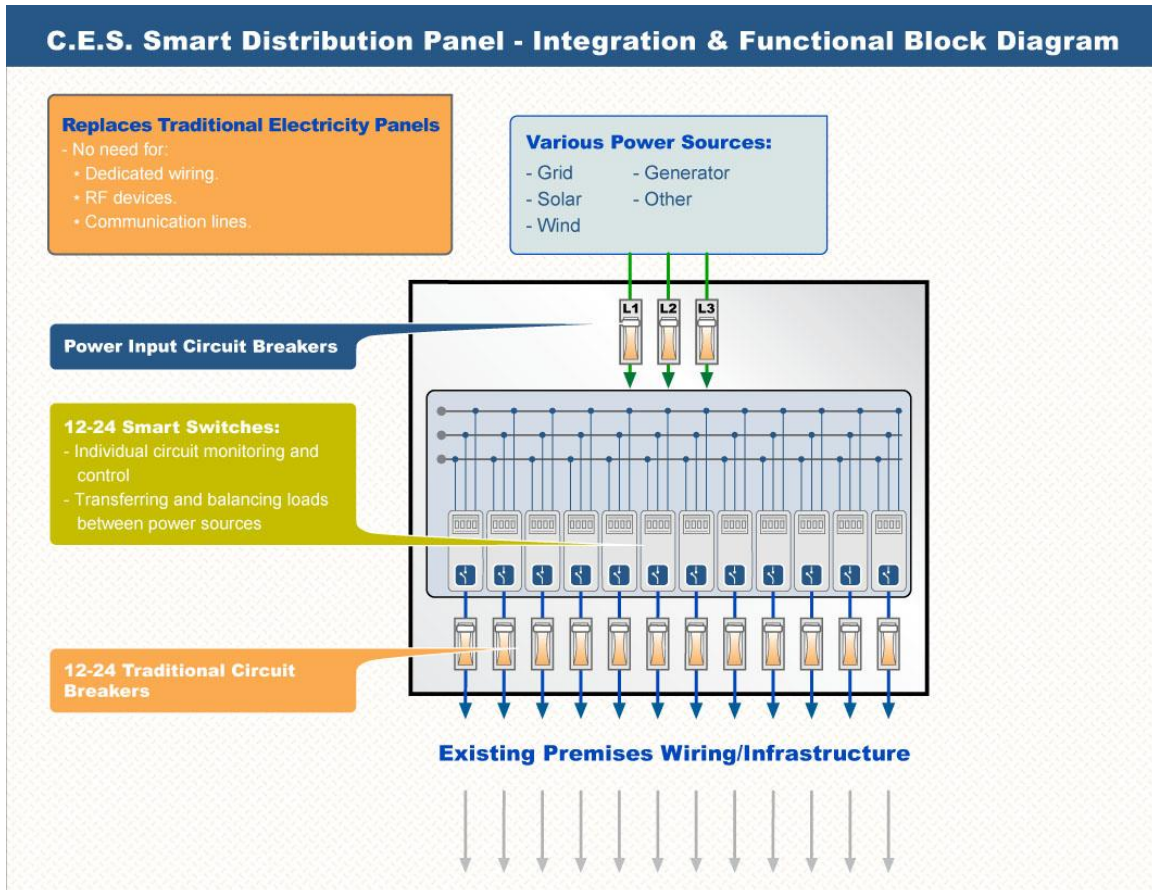 C.E.S. Smart Distribution Panel - Integration & Functional Block Diagram
Replaces Traditional Electricity Panels
- No need for:
• Dedicated wiring.
• RF devices.
• Communication lines.
Various Power Sources:
- Grid - Generator
- Solar - Other
- Wind
L1 L2 L3
Power Input Circuit Breakers
12-24 Smart Switches:
- Individual circuit monitoring and
control
- Transferring and balancing loads
between power sources
12-24 Traditional Circuit
Breakers
Existing Premises Wiring/Infrastructure